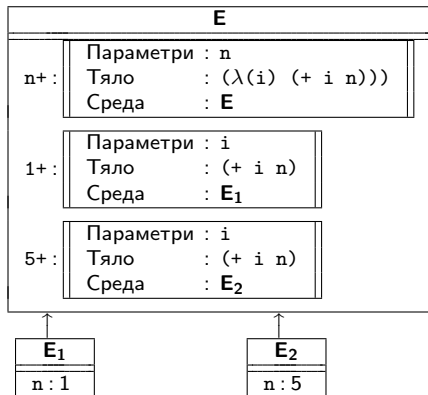 E
Параметри : n
n+ : Тяло : (λ(i) (+ i n)))
Среда : E
Параметри : i
1+ : Тяло : (+ i n)
Среда : E₁
Параметри : i
5+ : Тяло : (+ i n)
Среда : E₂
E₁ E₂
n : 1 n : 5